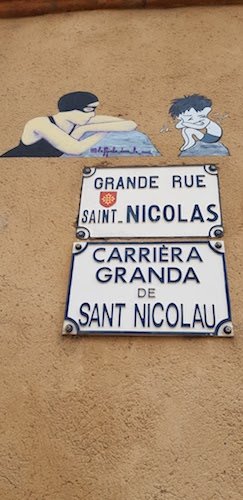 GRANDE RUE
SAINT-NICOLAS
CARRIÈRA
GRANDA
DE
SANT NICOLAU